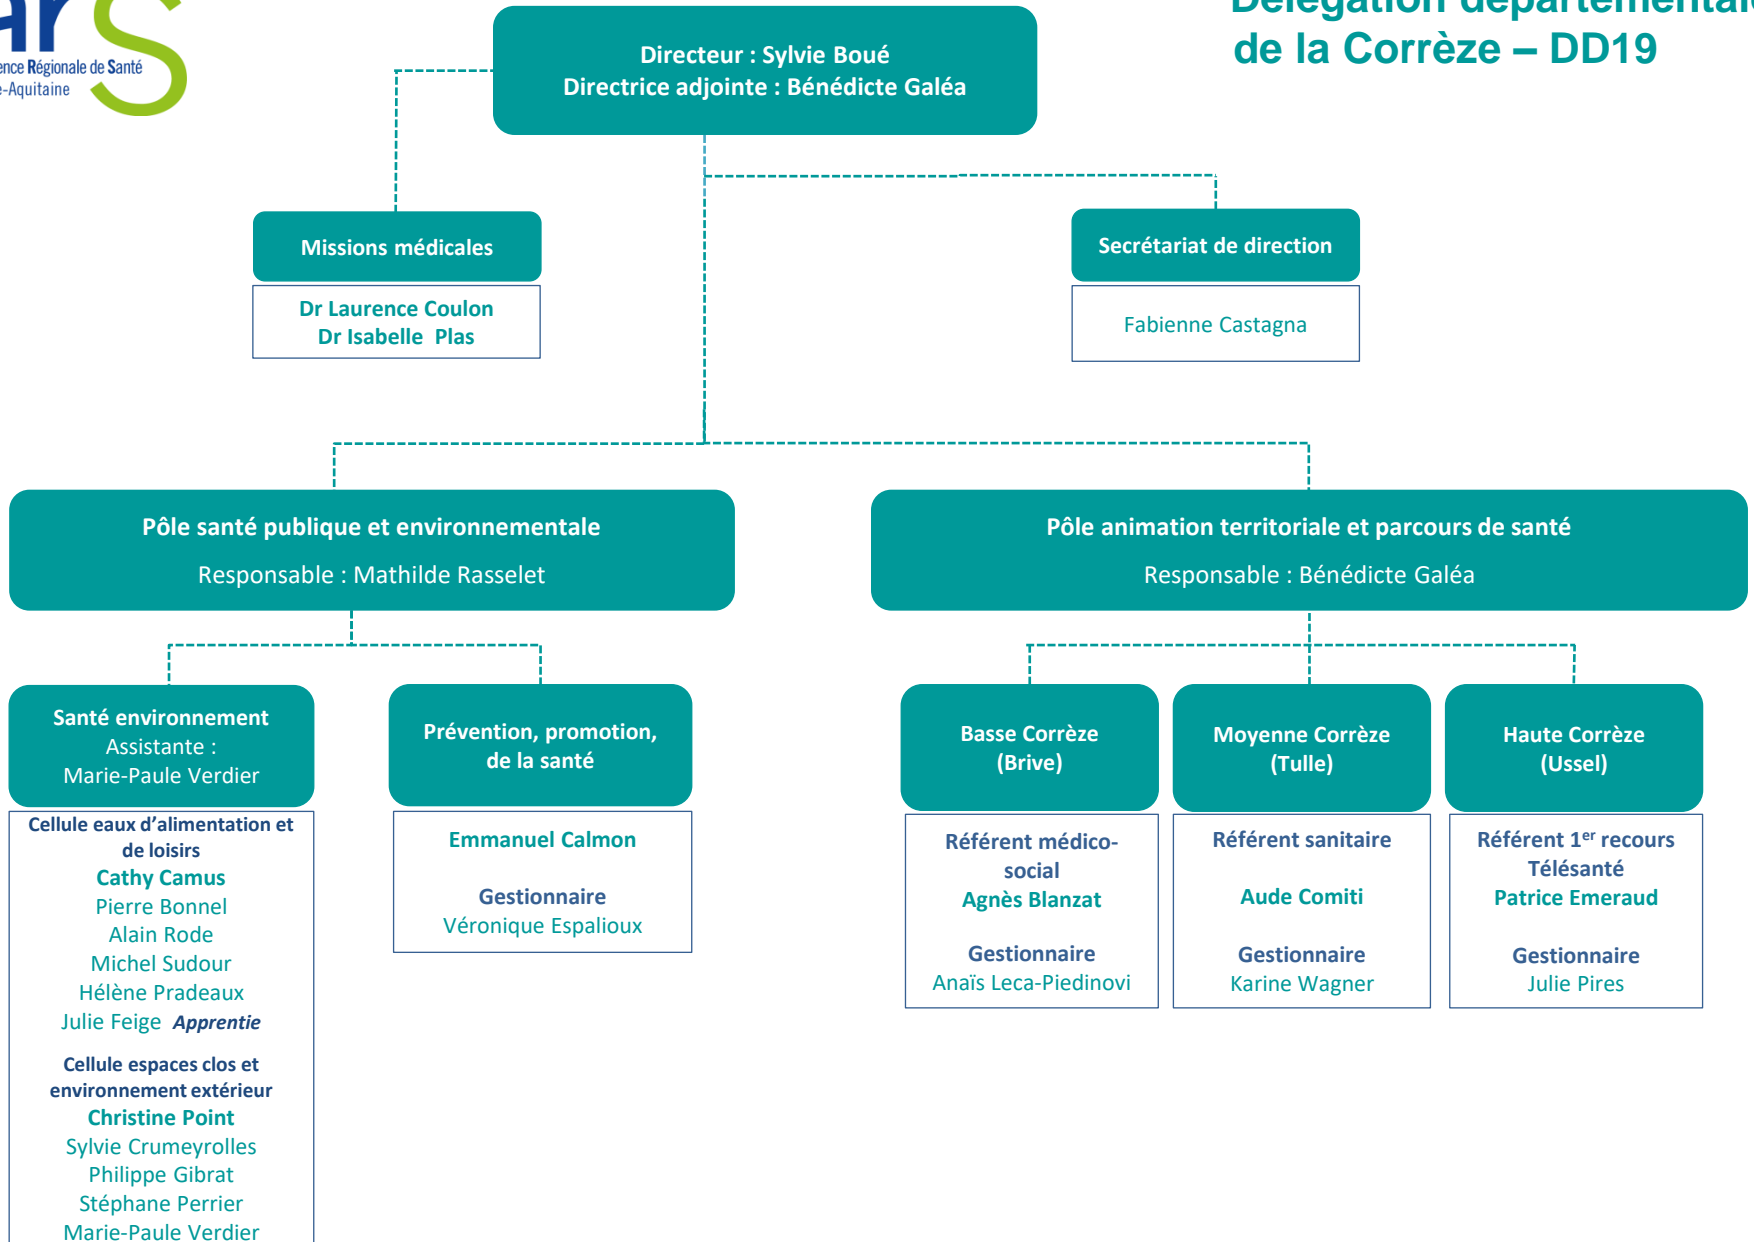 Délégation départementale
de la Corrèze – DD19
ars
ence Régionale de Santé
e-Aquitaine
Directeur : Sylvie Boué
Directrice adjointe : Bénédicte Galéa
Missions médicales
Dr Laurence Coulon
Dr Isabelle Plas
Secrétariat de direction
Fabienne Castagna
Pôle santé publique et environnementale
Responsable : Mathilde Rasselet
Pôle animation territoriale et parcours de santé
Responsable : Bénédicte Galéa
Santé environnement
Assistante :
Marie-Paule Verdier
Cellule eaux d’alimentation et
de loisirs
Cathy Camus
Pierre Bonnel
Alain Rode
Michel Sudour
Hélène Pradeaux
Julie Feige Apprentie
Cellule espaces clos et
environnement extérieur
Christine Point
Sylvie Crumeyrolles
Philippe Gibrat
Stéphane Perrier
Marie-Paule Verdier
Prévention, promotion,
de la santé
Emmanuel Calmon
Gestionnaire
Véronique Espalioux
Basse Corrèze
(Brive)
Référent médico-
social
Agnès Blanzat
Gestionnaire
Anaïs Leca-Piedinovi
Moyenne Corrèze
(Tulle)
Référent sanitaire
Aude Comiti
Gestionnaire
Karine Wagner
Haute Corrèze
(Ussel)
Référent 1er recours
Télésanté
Patrice Emeraud
Gestionnaire
Julie Pires